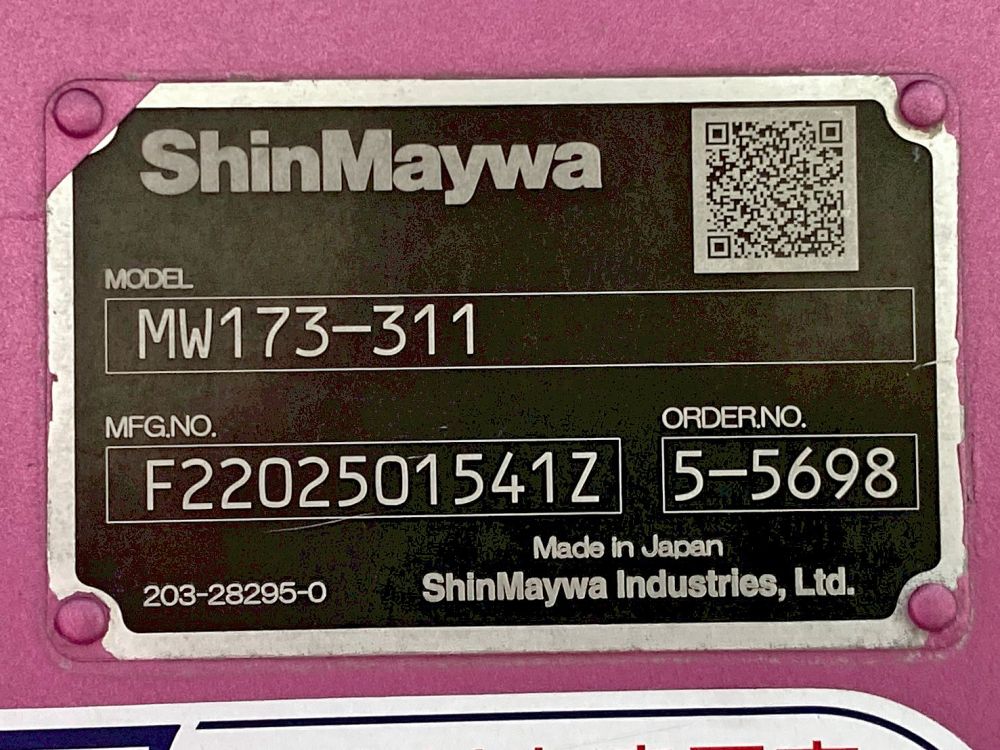 ShinMaywa
MODEL
MW173-311
MFG.NO.
ORDER.NO.
F2202501541Z
5-5698
Made in Japan
203-28295-0
ShinMaywa Industries, Ltd.